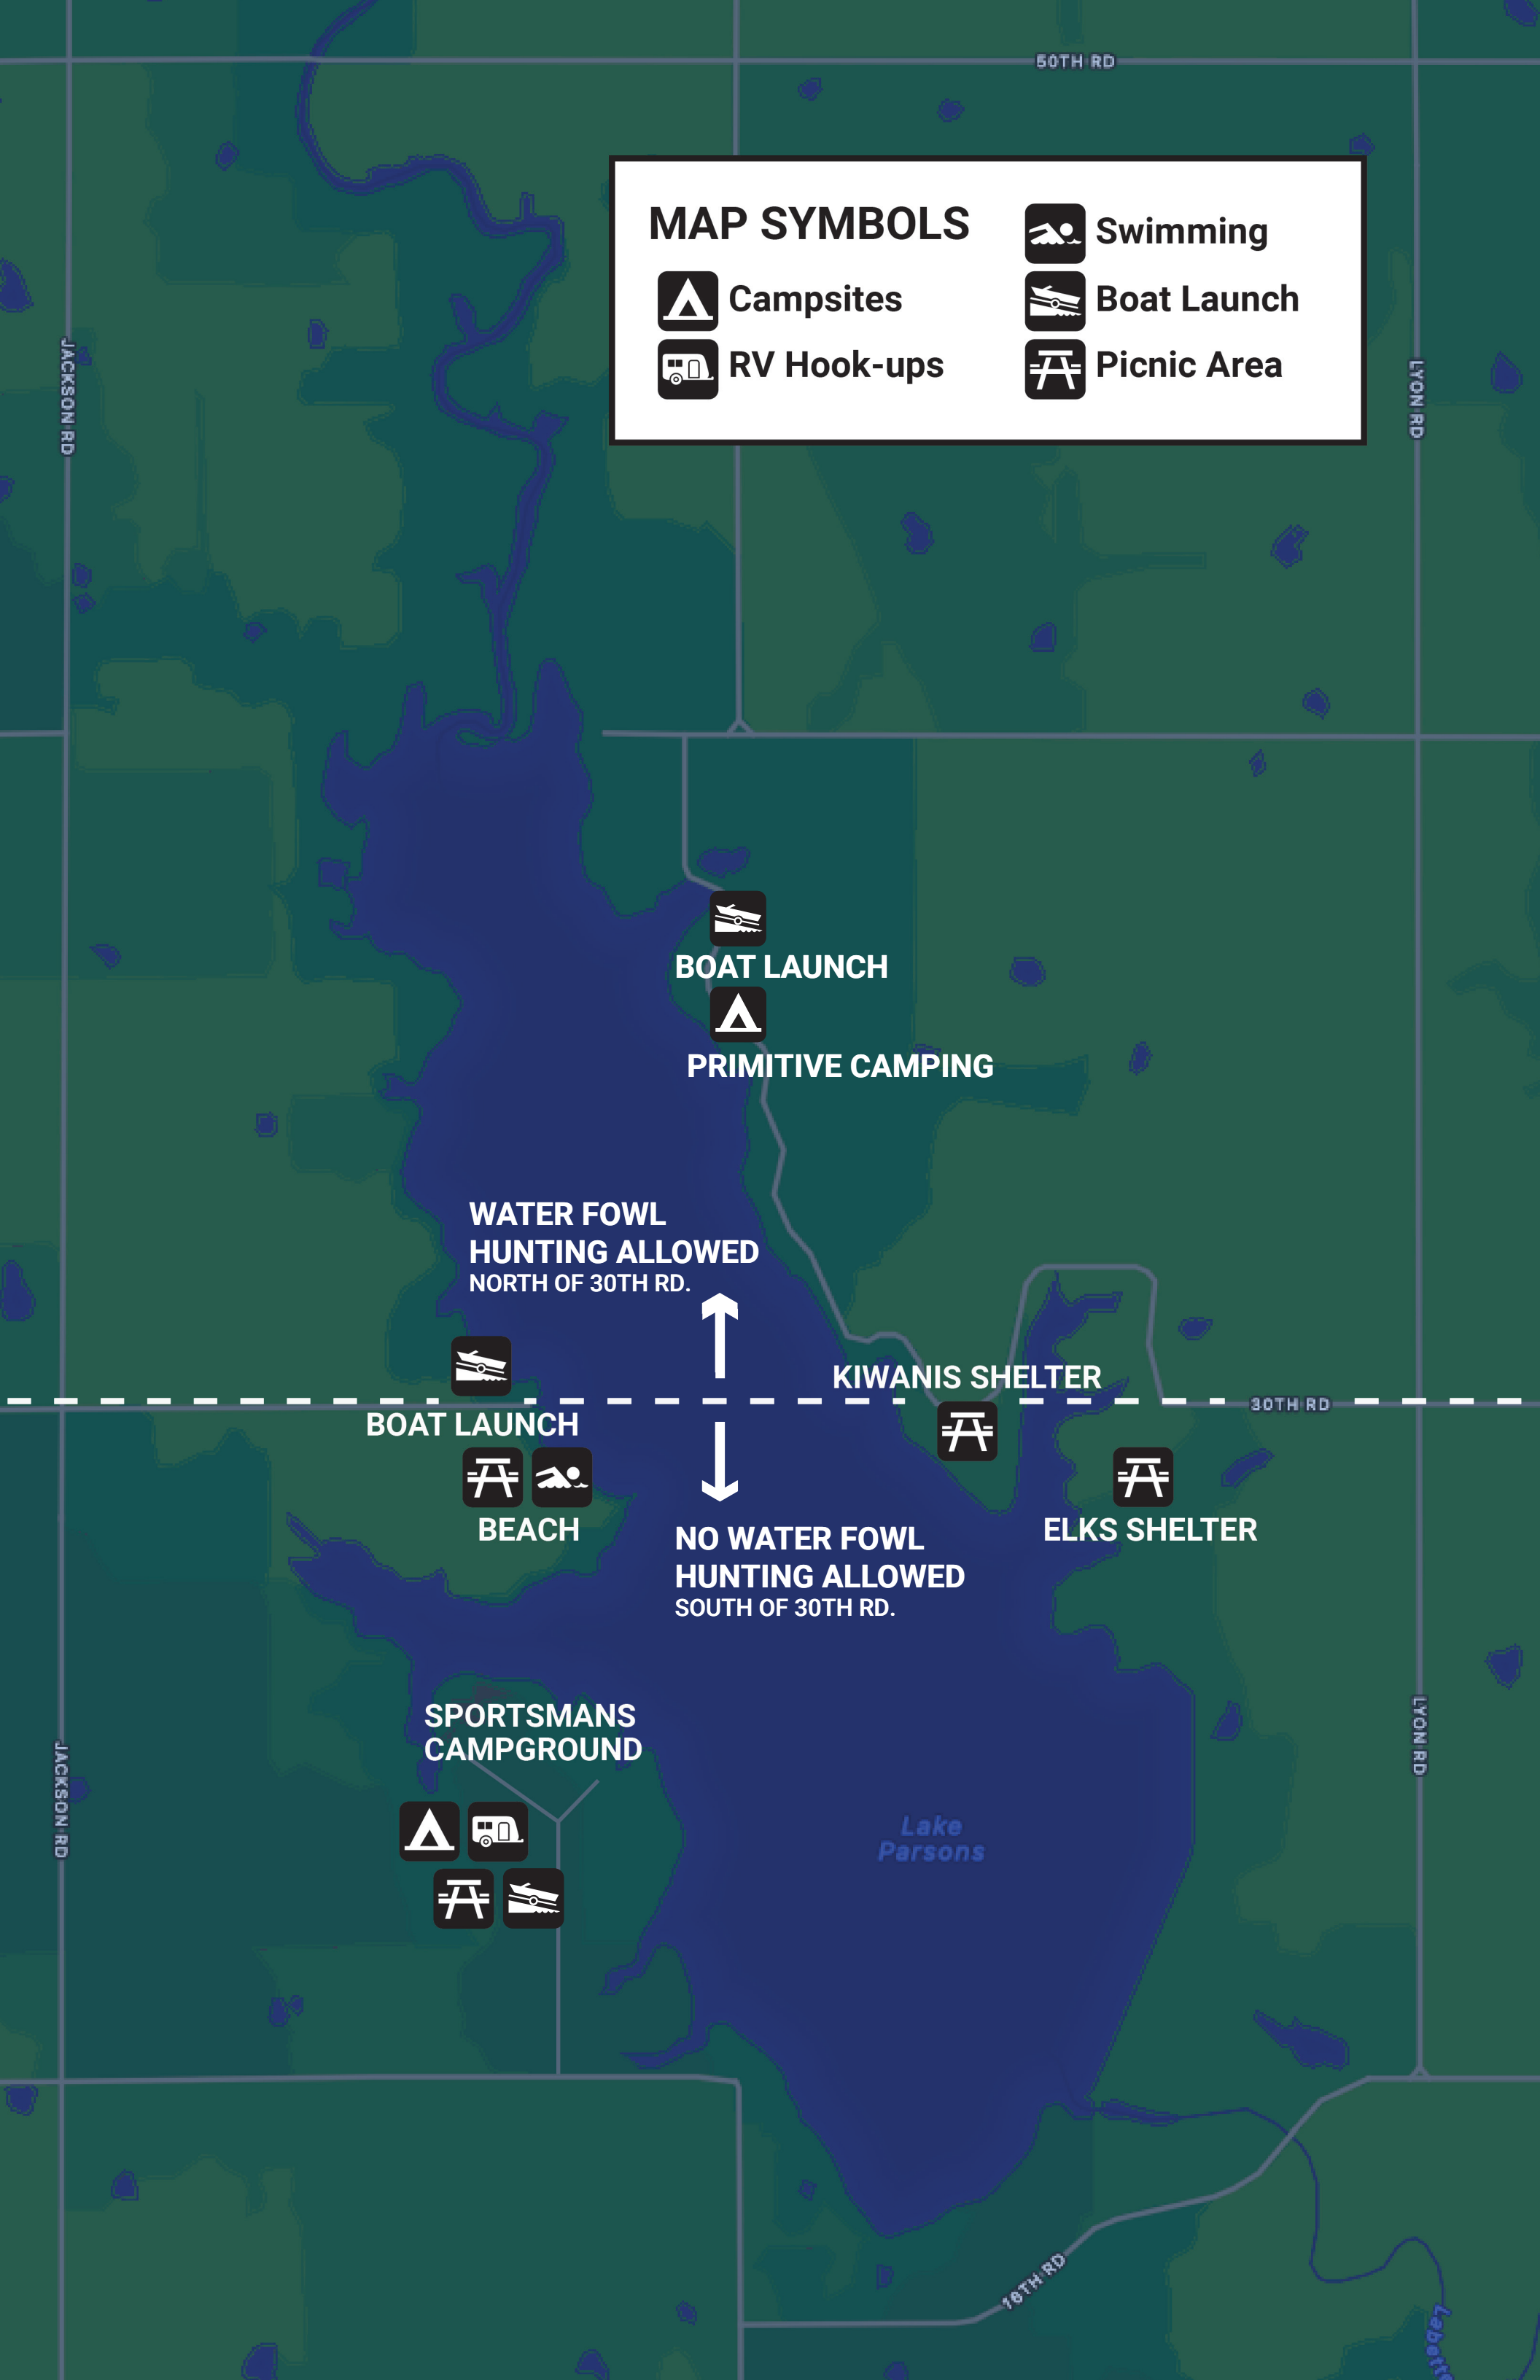 50TH RD
MAP SYMBOLS
Campsites
RV Hook-ups
Swimming
Boat Launch
Picnic Area
JACKSON RD
LYON RD
BOAT LAUNCH
PRIMITIVE CAMPING
WATER FOWL
HUNTING ALLOWED
NORTH OF 30TH RD.
KIWANIS SHELTER
30TH RD
BOAT LAUNCH
BEACH
ELKS SHELTER
NO WATER FOWL
HUNTING ALLOWED
SOUTH OF 30TH RD.
SPORTSMANS
CAMPGROUND
JACKSON RD
LYON RD
Lake
Parsons
18TH RD